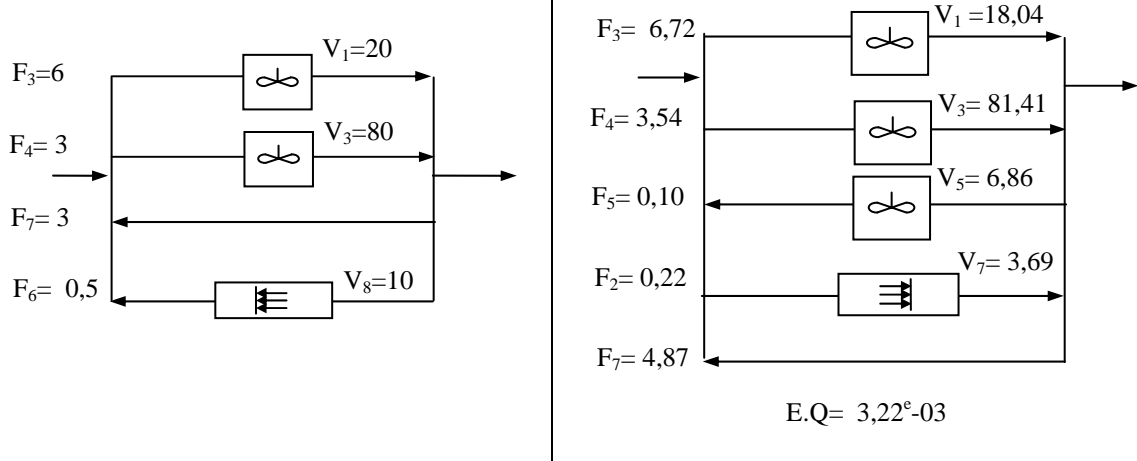 V₁=20
F₃=6
V₃=80
F₄= 3
F₇= 3
F₆= 0,5
V₈=10
V₁ =18,04
F₃= 6,72
V₃=81,41
F₄= 3,54
V₅= 6,86
F₅= 0,10
V₇= 3,69
F₂= 0,22
F₇= 4,87
E.Q= 3,22ᵉ-03